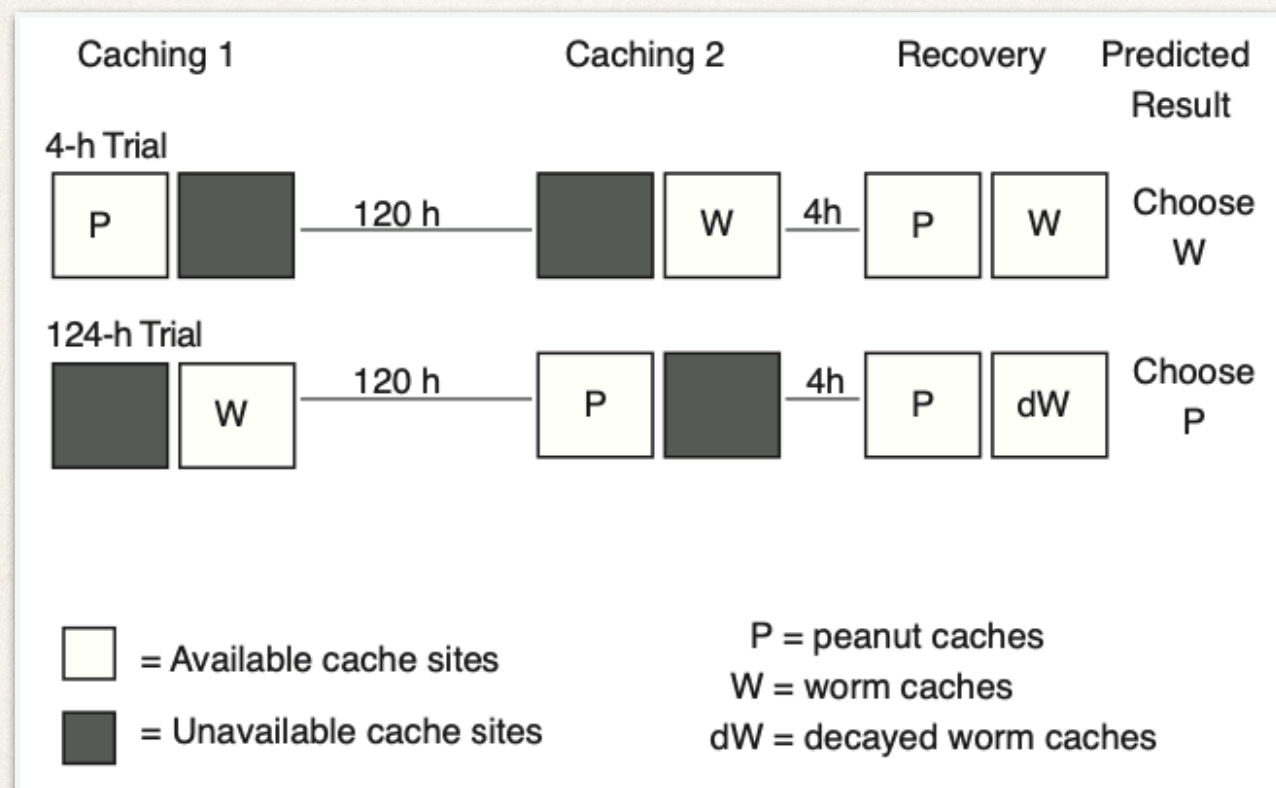 Caching 1 Caching 2 Recovery Predicted
Result
4-h Trial
P 120 h W 4h P W Choose
W
124-h Trial
W 120 h P 4h P dW Choose
P
= Available cache sites
= Unavailable cache sites
P = peanut caches
W = worm caches
dW = decayed worm caches